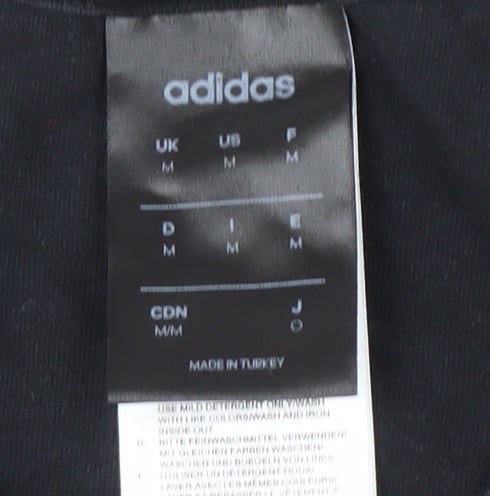 adidas
UK US F
M M M
D I E
M M M
CDN J
M/M O
MADE IN TURKEY
USE MILD DETERGENT ONLY/WASH
WITH LIKE COLORS/WASH AND IRON
INSIDE OUT
BITTE FEINWASCHMITTEL VERWENDEN/
MIT GLEICHEN FARBEN WASCHEN/
WASCHEN UND BUEGELN VON LINKS
F: UTILISER UN DETERGENT DOUX/
LAVER AVEC LES MÊMES COULEURS/